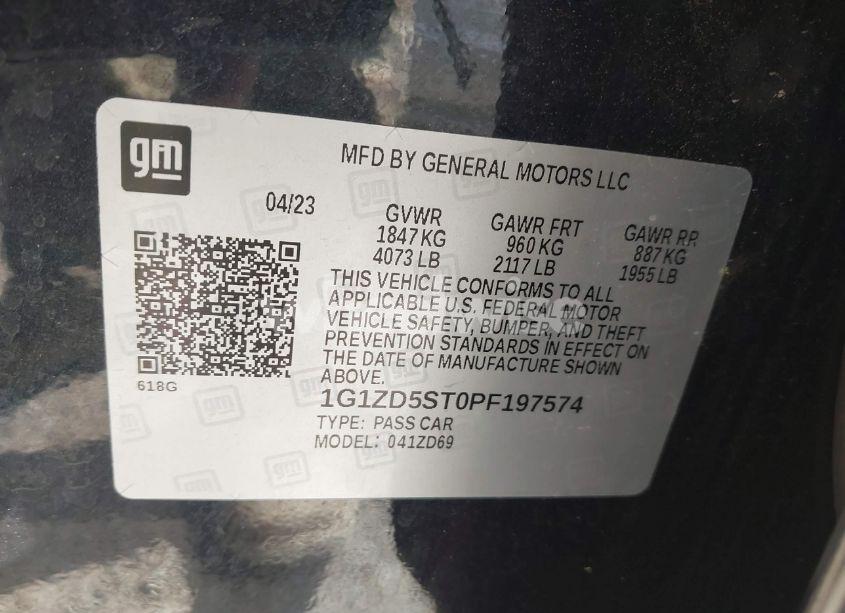 gm
MFD BY GENERAL MOTORS LLC
04/23
GVWR
1847 KG
4073 LB
GAWR FRT
960 KG
2117 LB
GAWR RR
887 KG
1955 LB
THIS VEHICLE CONFORMS TO ALL
APPLICABLE U.S. FEDERAL MOTOR
VEHICLE SAFETY, BUMPER, AND THEFT
PREVENTION STANDARDS IN EFFECT ON
THE DATE OF MANUFACTURE SHOWN
ABOVE.
618G
1G1ZD5ST0PF197574
TYPE: PASS CAR
MODEL: 041ZD69